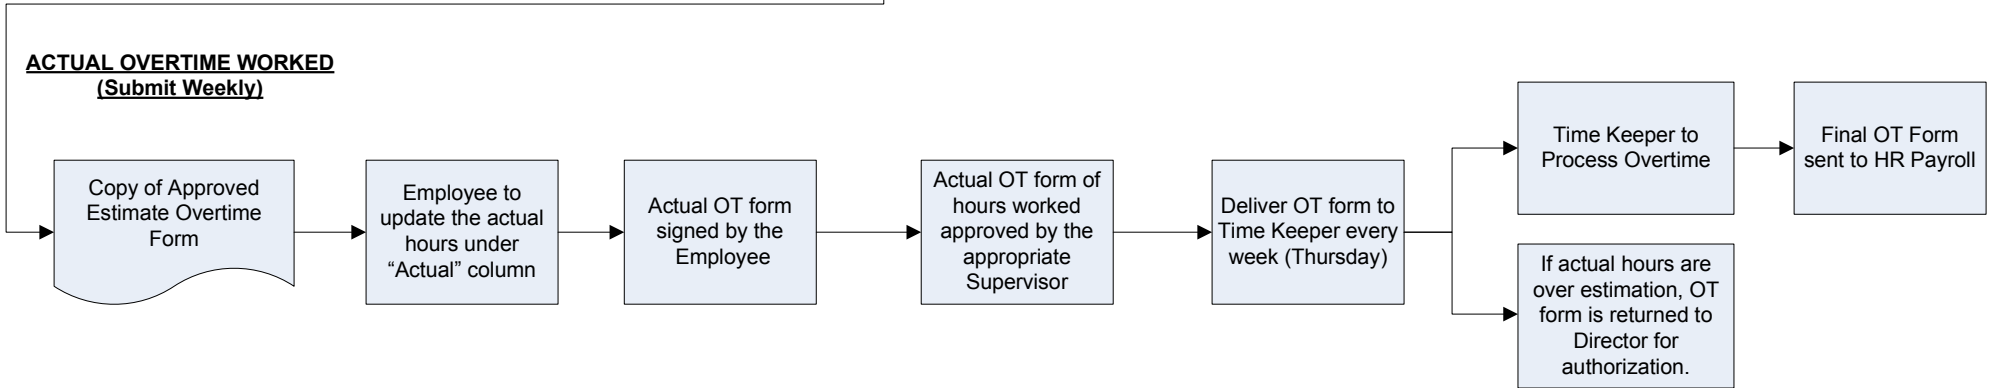 ACTUAL OVERTIME WORKED
(Submit Weekly)
Copy of Approved
Estimate Overtime
Form
Employee to
update the actual
hours under
“Actual” column
Actual OT form
signed by the
Employee
Actual OT form of
hours worked
approved by the
appropriate
Supervisor
Deliver OT form to
Time Keeper every
week (Thursday)
Time Keeper to
Process Overtime
Final OT Form
sent to HR Payroll
If actual hours are
over estimation, OT
form is returned to
Director for
authorization.